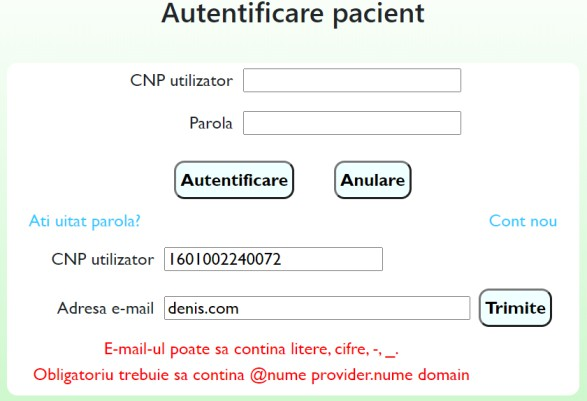 Autentificare pacient
CNP utilizator
Parola
Autentificare Anulare
Ati uitat parola? Cont nou
CNP utilizator 1601002240072
Adresa e-mail denis.com Trimite
E-mail-ul poate sa contina litere, cifre, -, _.
Obligatoriu trebuie sa contina @nume provider.nume domain